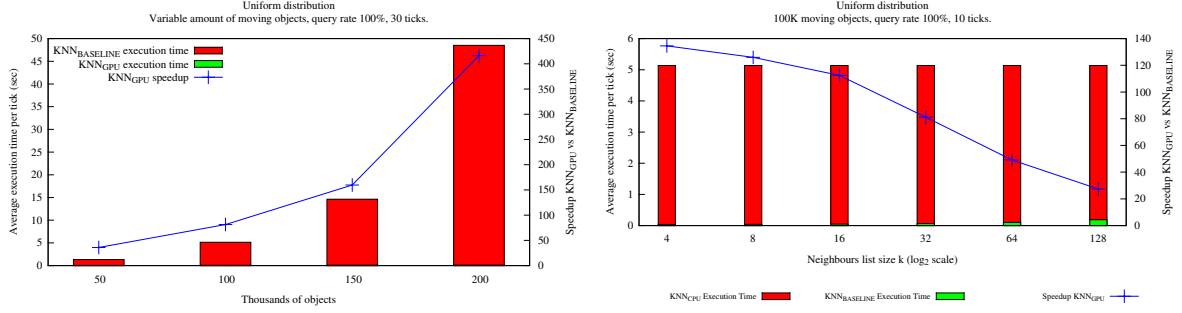 Uniform distribution
Variable amount of moving objects, query rate 100%, 30 ticks.
Average execution time per tick (sec)
50
45
40
35
30
25
20
15
10
5
0
KNN_BASELINE execution time
KNN_GPU execution time
KNN_GPU speedup
450
400
350
300
250
200
150
100
50
0
Speedup KNN_GPU vs KNN_BASELINE
50 100 150 200
Thousands of objects
Uniform distribution
100K moving objects, query rate 100%, 10 ticks.
Average execution time per tick (sec)
6
5
4
3
2
1
0
140
120
100
80
60
40
20
0
Speedup KNN_GPU vs KNN_BASELINE
4 8 16 32 64 128
Neighbours list size k (log_2 scale)
KNN_CPU Execution Time KNN_BASELINE Execution Time Speedup KNN_GPU